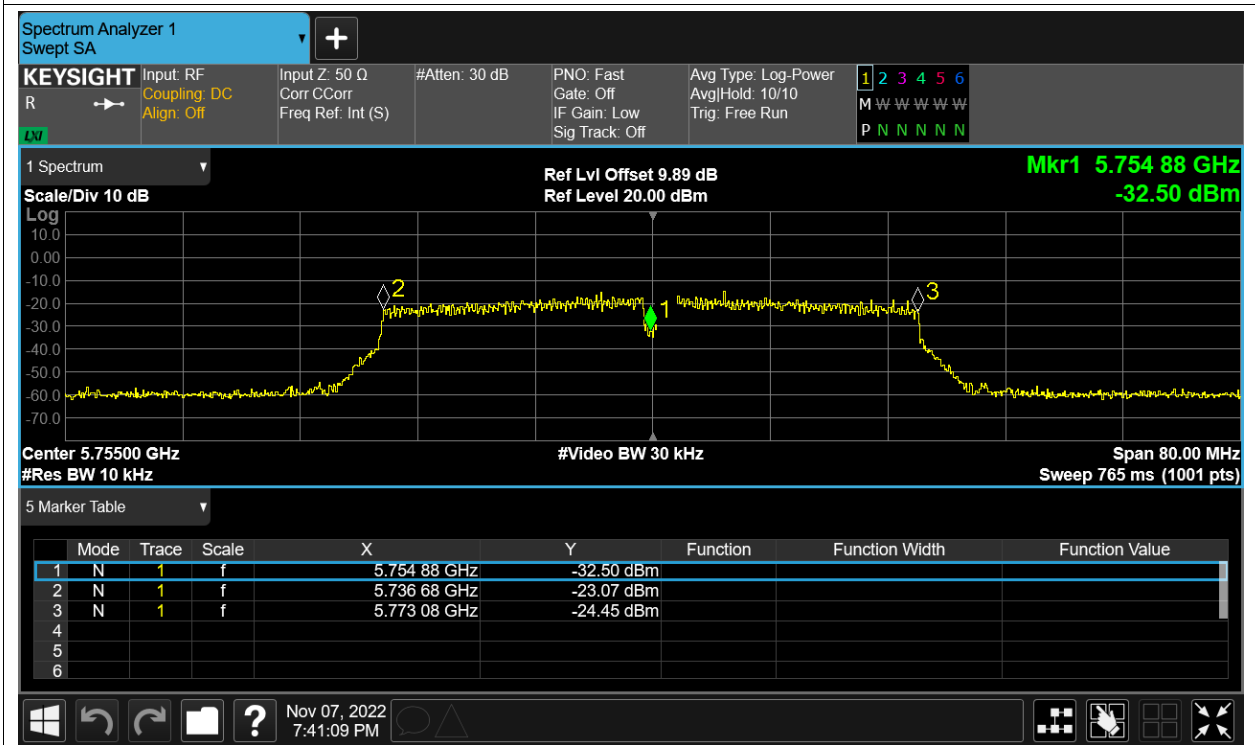 Spectrum Analyzer 1
Swept SA
+
KEYSIGHT
R
LXI
Input: RF
Coupling: DC
Align: Off
Input Z: 50 Ω
Corr CCorr
Freq Ref: Int (S)
#Atten: 30 dB
PNO: Fast
Gate: Off
IF Gain: Low
Sig Track: Off
Avg Type: Log-Power
Avg|Hold: 10/10
Trig: Free Run
1 2 3 4 5 6
M W W W W W
P N N N N N
1 Spectrum
Scale/Div 10 dB
Ref Lvl Offset 9.89 dB
Ref Level 20.00 dBm
Mkr1 5.754 88 GHz
-32.50 dBm
Log
10.0
0.00
-10.0
-20.0
-30.0
-40.0
-50.0
-60.0
-70.0
2
1
3
Center 5.75500 GHz
#Res BW 10 kHz
#Video BW 30 kHz
Span 80.00 MHz
Sweep 765 ms (1001 pts)
5 Marker Table
Mode Trace Scale X Y Function Function Width Function Value
1 N 1 f 5.754 88 GHz -32.50 dBm
2 N 1 f 5.736 68 GHz -23.07 dBm
3 N 1 f 5.773 08 GHz -24.45 dBm
4
5
6
?
Nov 07, 2022
7:41:09 PM